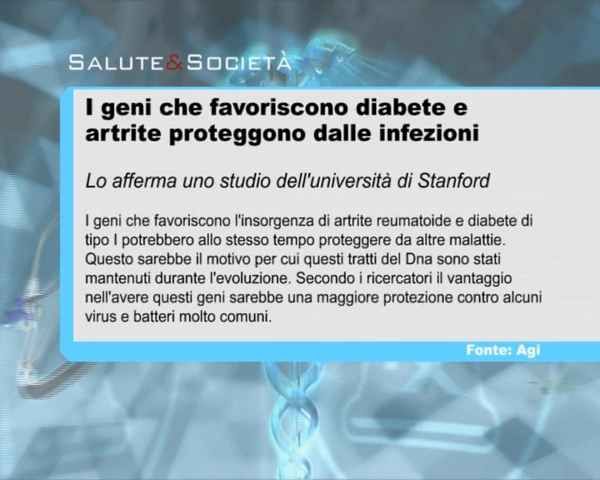 SALUTE&SOCIETÀ
I geni che favoriscono diabete e
artrite proteggono dalle infezioni
Lo afferma uno studio dell'università di Stanford
I geni che favoriscono l'insorgenza di artrite reumatoide e diabete di
tipo I potrebbero allo stesso tempo proteggere da altre malattie.
Questo sarebbe il motivo per cui questi tratti del Dna sono stati
mantenuti durante l'evoluzione. Secondo i ricercatori il vantaggio
nell'avere questi geni sarebbe una maggiore protezione contro alcuni
virus e batteri molto comuni.
Fonte: Agi